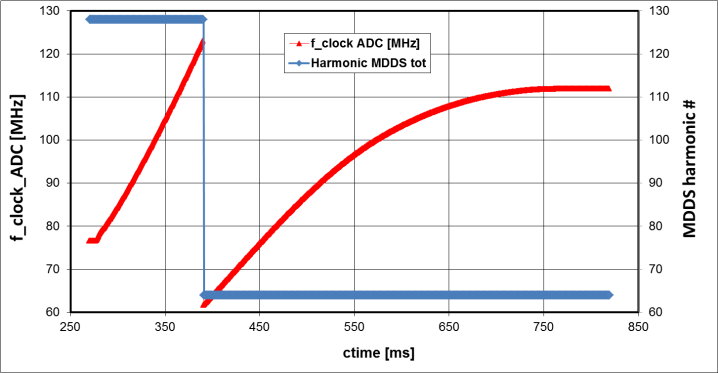 130
120
110
100
90
80
70
60
f_clock_ADC [MHz]
f_clock ADC [MHz]
Harmonic MDDS tot
130
120
110
100
90
80
70
60
MDDS harmonic #
250 350 450 550 650 750 850
ctime [ms]